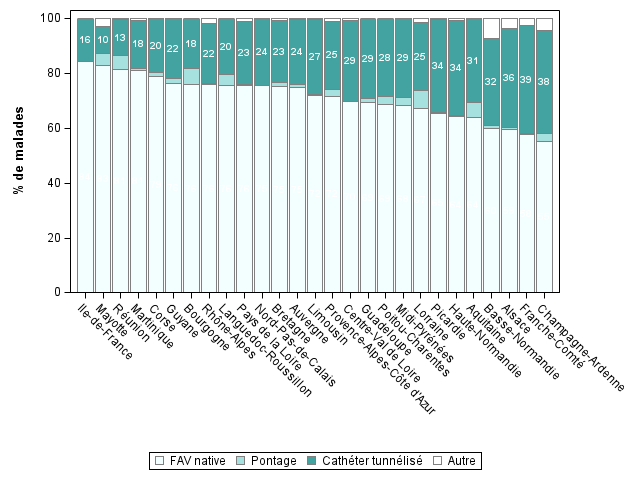 % de malades
100
80
60
40
20
0
16 10 13 18 20 22 18 22 20 23 24 23 24 27 25 29 29 28 29 25 34 34 31 32 36 39 38
Ile-de-France
Mayotte
Réunion
Martinique
Corse
Guyane
Bourgogne
Rhône-Alpes
Languedoc-Roussillon
Pays de la Loire
Nord-Pas-de-Calais
Bretagne
Auvergne
Limousin
Provence-Alpes-Côte d'Azur
Centre-Val de Loire
Guadeloupe
Poitou-Charentes
Midi-Pyrénées
Lorraine
Picardie
Haute-Normandie
Aquitaine
Basse-Normandie
Alsace
Franche-Comté
Champagne-Ardenne
FAV native Pontage Cathéter tunnélisé Autre